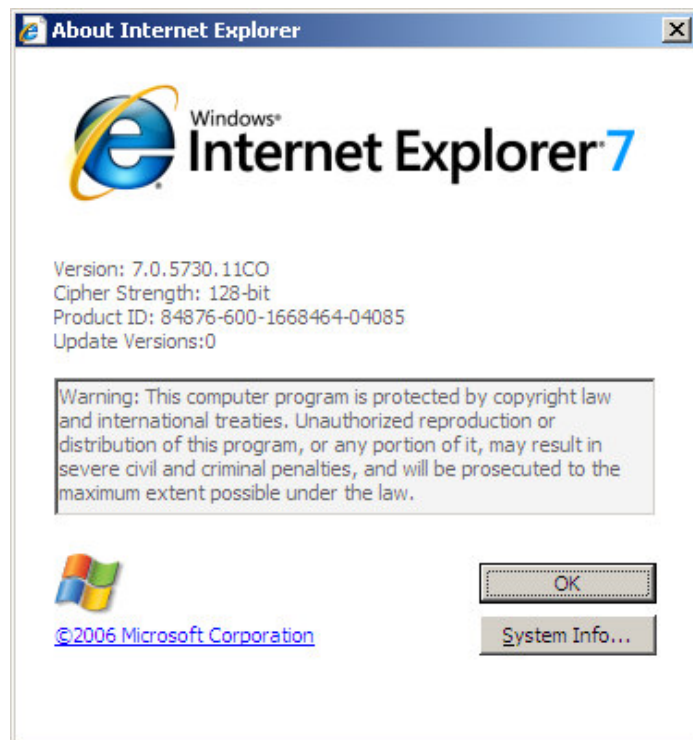 About Internet Explorer
Windows®
Internet Explorer 7
Version: 7.0.5730.11CO
Cipher Strength: 128-bit
Product ID: 84876-600-1668464-04085
Update Versions:0
Warning: This computer program is protected by copyright law
and international treaties. Unauthorized reproduction or
distribution of this program, or any portion of it, may result in
severe civil and criminal penalties, and will be prosecuted to the
maximum extent possible under the law.
OK
©2006 Microsoft Corporation
System Info...